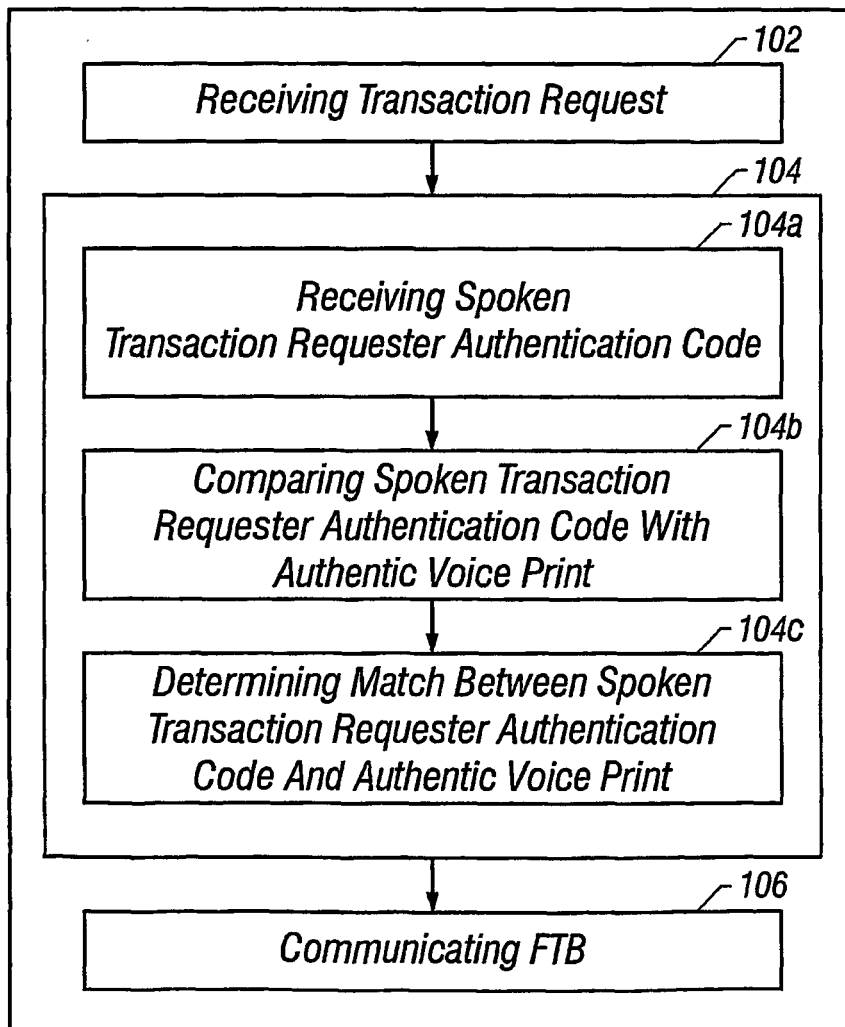 102
Receiving Transaction Request
104
104a
Receiving Spoken
Transaction Requester Authentication Code
104b
Comparing Spoken Transaction
Requester Authentication Code With
Authentic Voice Print
104c
Determining Match Between Spoken
Transaction Requester Authentication
Code And Authentic Voice Print
106
Communicating FTB